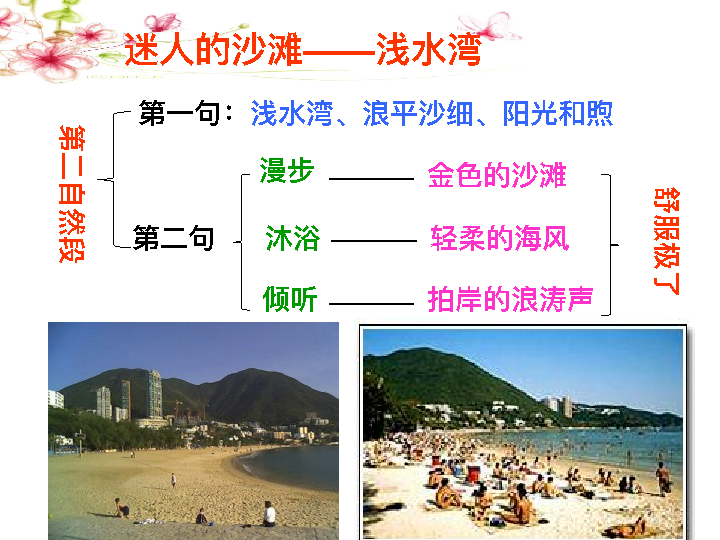 迷人的沙滩——浅水湾
第二自然段
第一句：浅水湾、浪平沙细、阳光和煦
第二句
漫步——金色的沙滩
沐浴——轻柔的海风
倾听——拍岸的浪涛声
舒服极了